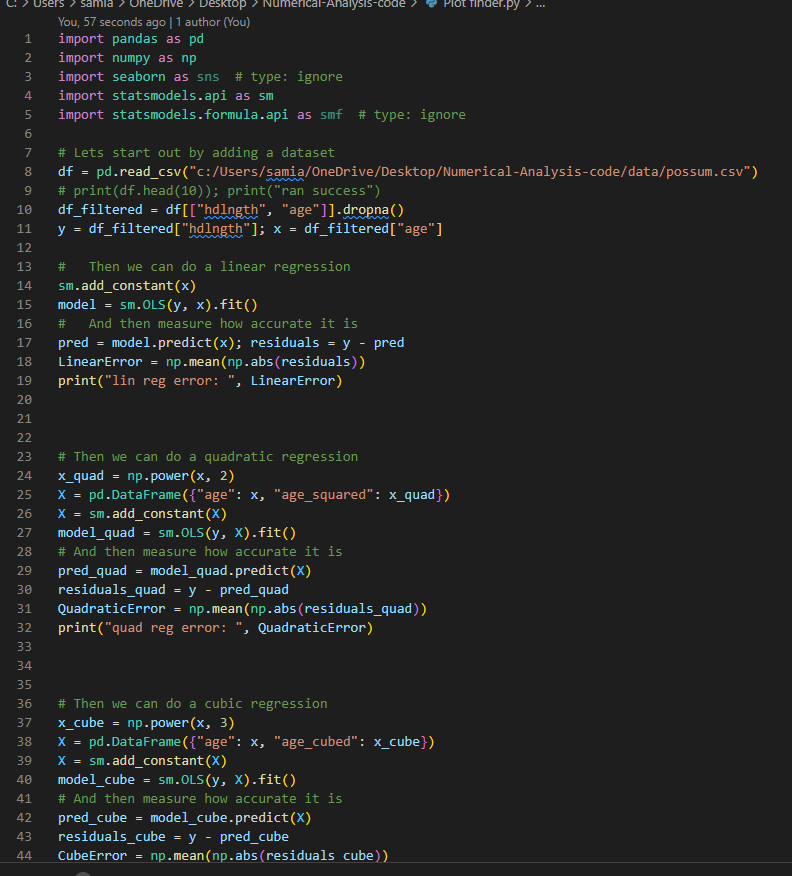 C: > Users > samia > OneDrive > Desktop > Numerical-Analysis-code > Plot finder.py > ...
You, 57 seconds ago | 1 author (You)
1 import pandas as pd
2 import numpy as np
3 import seaborn as sns  # type: ignore
4 import statsmodels.api as sm
5 import statsmodels.formula.api as smf  # type: ignore
6
7 # Lets start out by adding a dataset
8 df = pd.read_csv("c:/Users/samia/OneDrive/Desktop/Numerical-Analysis-code/data/possum.csv")
9 # print(df.head(10)); print("ran success")
10 df_filtered = df[["hdlngth", "age"]].dropna()
11 y = df_filtered["hdlngth"]; x = df_filtered["age"]
12
13 #   Then we can do a linear regression
14 sm.add_constant(x)
15 model = sm.OLS(y, x).fit()
16 #   And then measure how accurate it is
17 pred = model.predict(x); residuals = y - pred
18 LinearError = np.mean(np.abs(residuals))
19 print("lin reg error: ", LinearError)
20
21
22
23 # Then we can do a quadratic regression
24 x_quad = np.power(x, 2)
25 X = pd.DataFrame({"age": x, "age_squared": x_quad})
26 X = sm.add_constant(X)
27 model_quad = sm.OLS(y, X).fit()
28 # And then measure how accurate it is
29 pred_quad = model_quad.predict(X)
30 residuals_quad = y - pred_quad
31 QuadraticError = np.mean(np.abs(residuals_quad))
32 print("quad reg error: ", QuadraticError)
33
34
35
36 # Then we can do a cubic regression
37 x_cube = np.power(x, 3)
38 X = pd.DataFrame({"age": x, "age_cubed": x_cube})
39 X = sm.add_constant(X)
40 model_cube = sm.OLS(y, X).fit()
41 # And then measure how accurate it is
42 pred_cube = model_cube.predict(X)
43 residuals_cube = y - pred_cube
44 CubeError = np.mean(np.abs(residuals_cube))